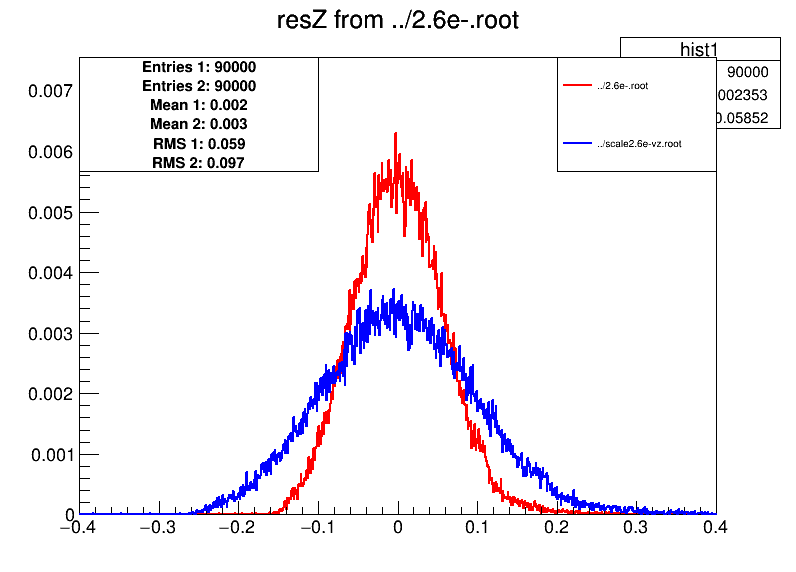 resZ from ../2.6e-.root
hist1
90000
002353
0.05852
Entries 1: 90000
Entries 2: 90000
Mean 1: 0.002
Mean 2: 0.003
RMS 1: 0.059
RMS 2: 0.097
../2.6e-.root
../scale2.6e-vz.root
0.007
0.006
0.005
0.004
0.003
0.002
0.001
0
−0.4 −0.3 −0.2 −0.1 0 0.1 0.2 0.3 0.4